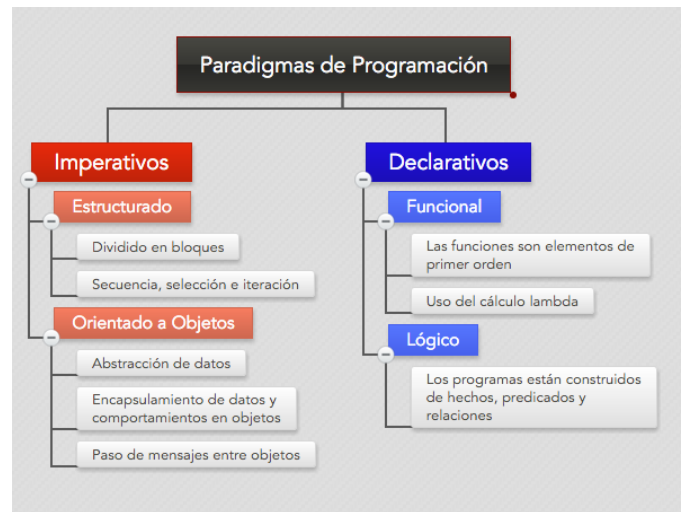 Paradigmas de Programación
Imperativos
Estructurado
Dividido en bloques
Secuencia, selección e iteración
Orientado a Objetos
Abstracción de datos
Encapsulamiento de datos y
comportamientos en objetos
Paso de mensajes entre objetos
Declarativos
Funcional
Las funciones son elementos de
primer orden
Uso del cálculo lambda
Lógico
Los programas están construidos
de hechos, predicados y
relaciones